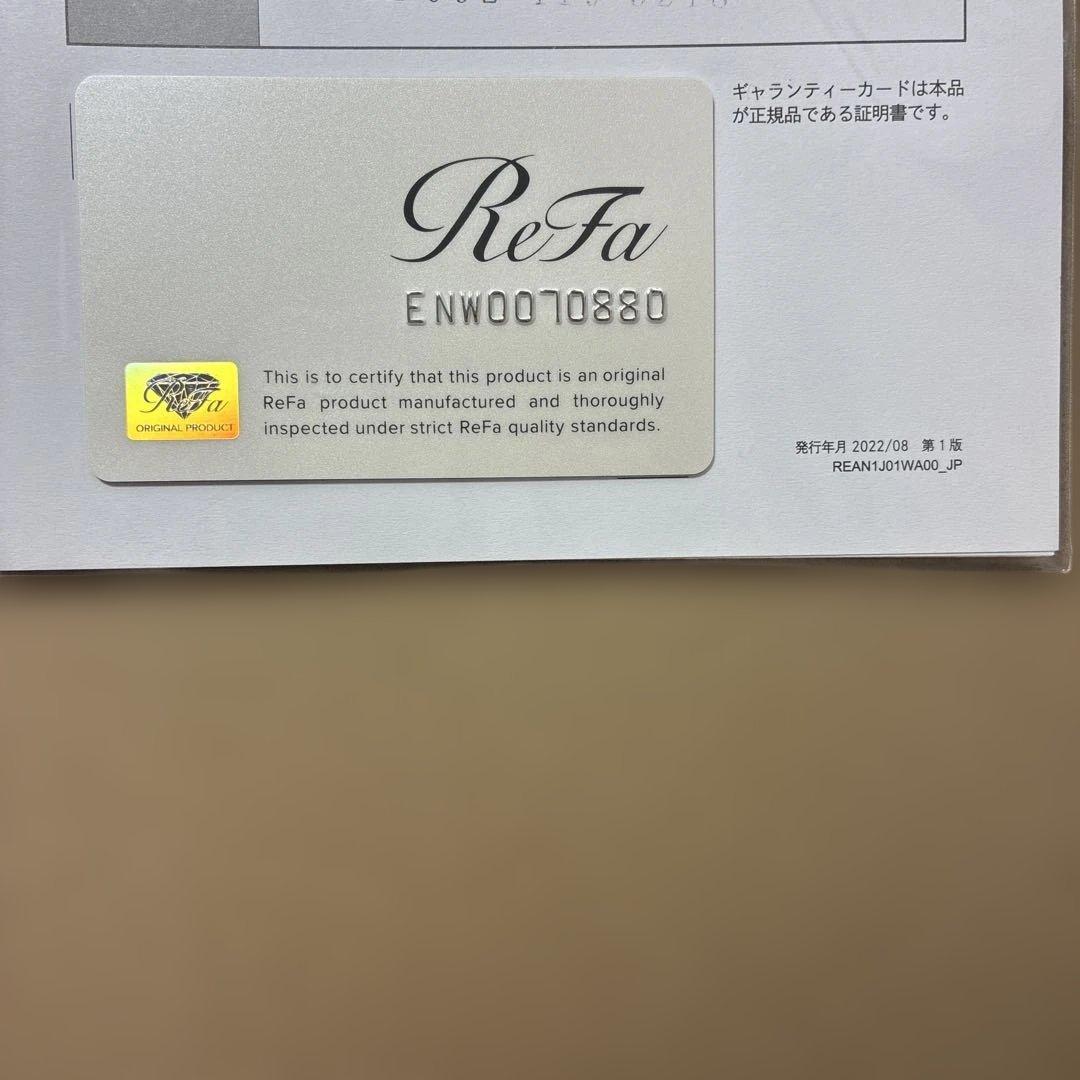 ギャランティーカードは本品
が正規品である証明書です。
ReFa
ENW0070880
This is to certify that this product is an original
ReFa product manufactured and thoroughly
inspected under strict ReFa quality standards.
ReFa
ORIGINAL PRODUCT
発行年月 2022/08 第1版
REAN1J01WA00_JP